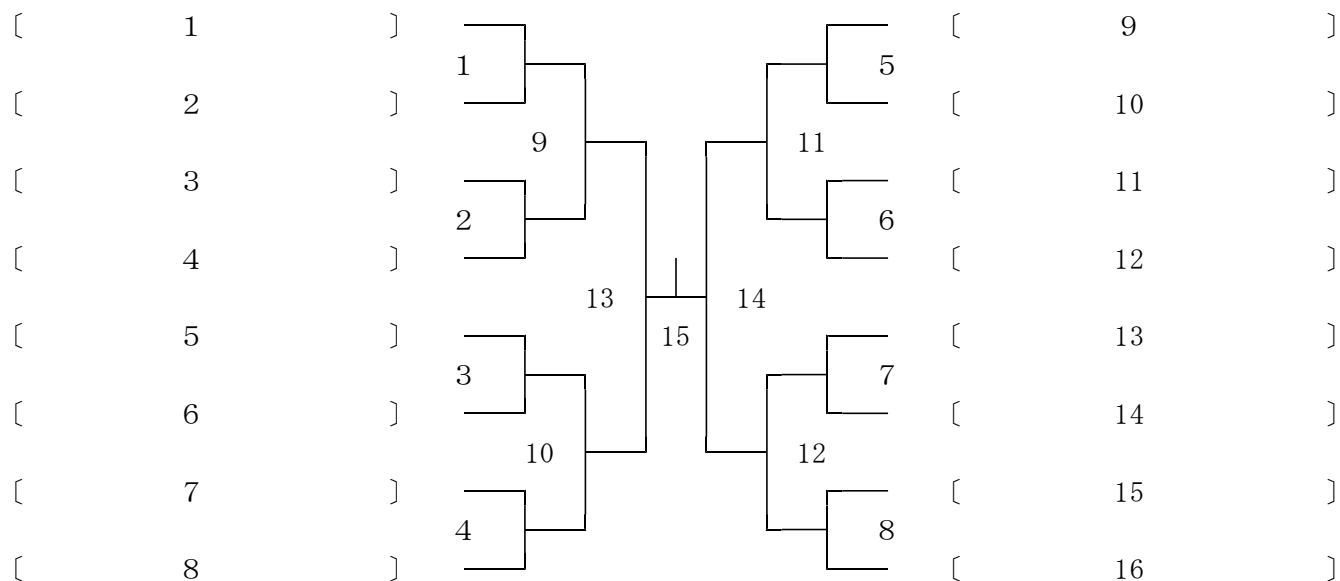 〔 1 〕 〔 9 〕
1 5
〔 2 〕 〔 10 〕
9 11
〔 3 〕 〔 11 〕
2 6
〔 4 〕 〔 12 〕
13 14
〔 5 〕 15 〔 13 〕
3 7
〔 6 〕 〔 14 〕
10 12
〔 7 〕 〔 15 〕
4 8
〔 8 〕 〔 16 〕